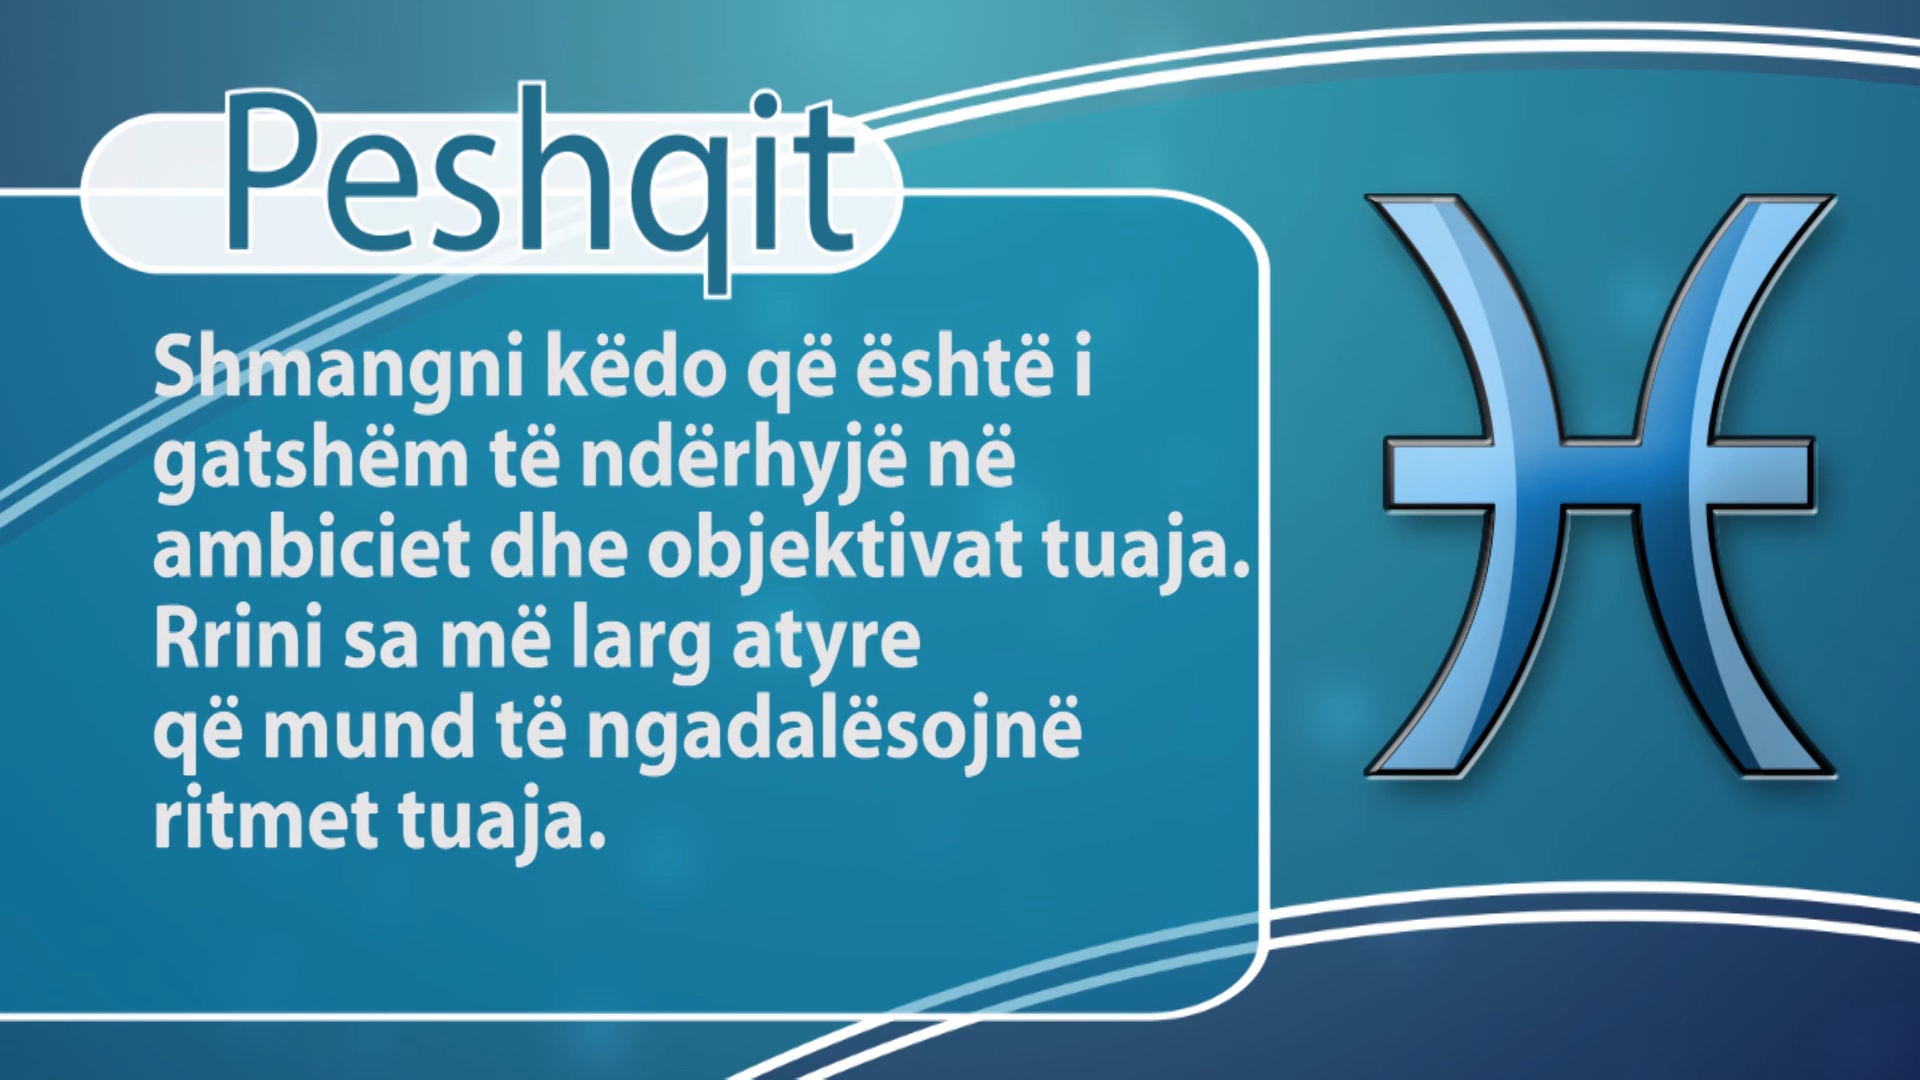 Peshqit
Shmangni këdo që është i
gatshëm të ndërhyjë në
ambiciet dhe objektivat tuaja.
Rrini sa më larg atyre
që mund të ngadalësojnë
ritmet tuaja.